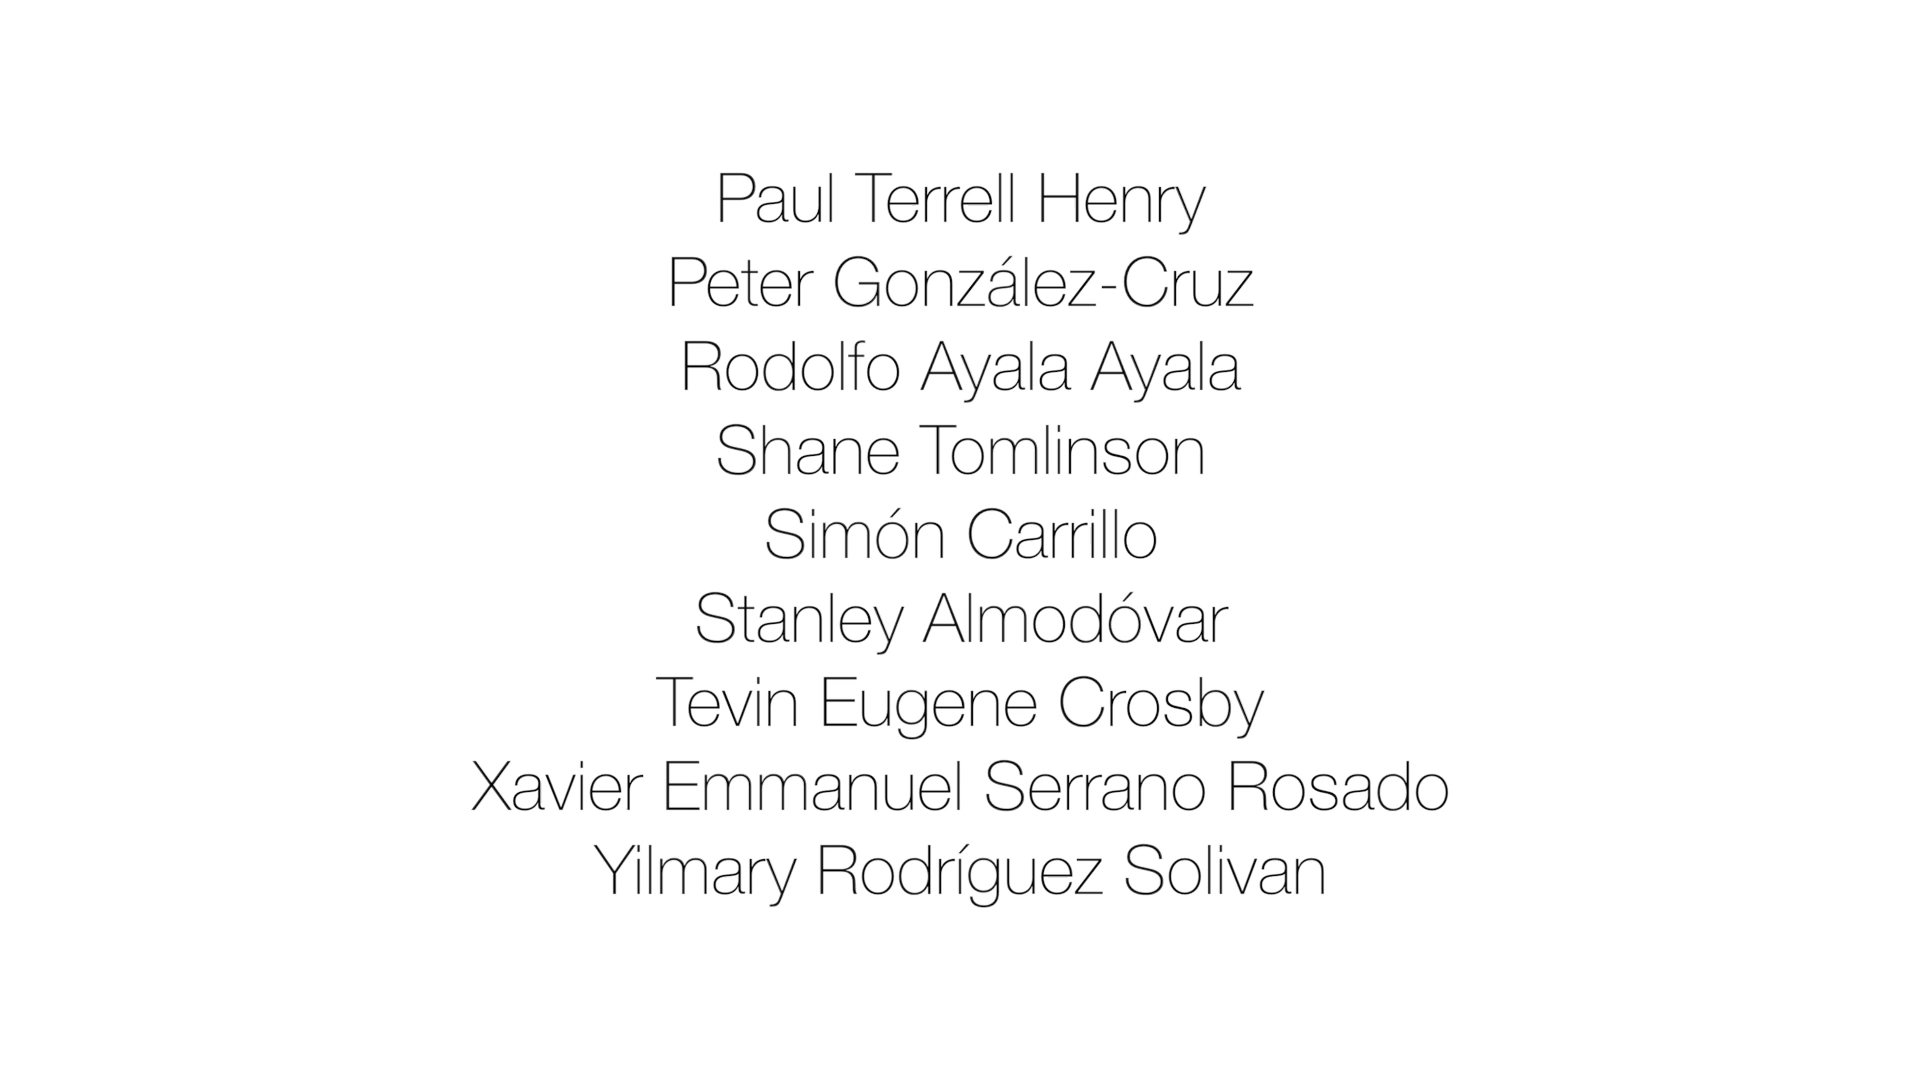 Paul Terrell Henry
Peter González-Cruz
Rodolfo Ayala Ayala
Shane Tomlinson
Simón Carrillo
Stanley Almodóvar
Tevin Eugene Crosby
Xavier Emmanuel Serrano Rosado
Yilmary Rodríguez Solivan